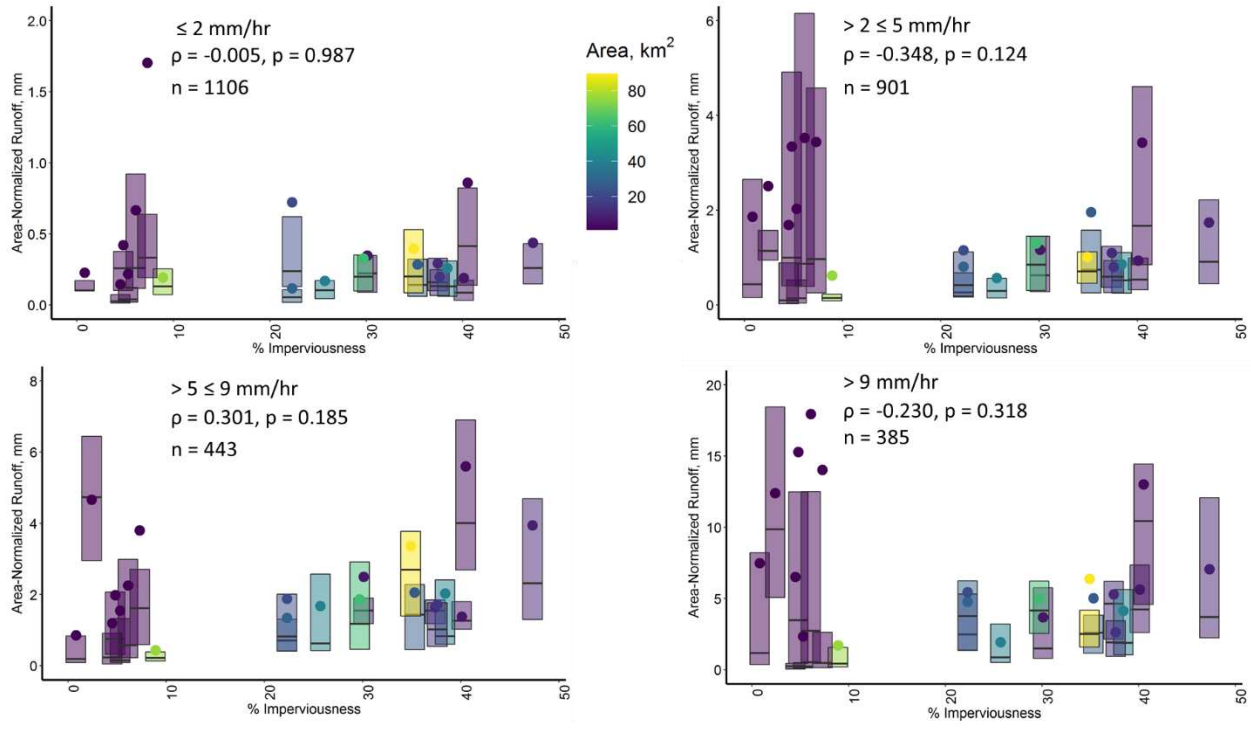 2.0
1.5
1.0
0.5
0.0
Area-Normalized Runoff, mm
≤ 2 mm/hr
ρ = -0.005, p = 0.987
n = 1106
0
10
20
30
40
50
% Imperviousness
Area, km²
80
60
40
20
6
4
2
0
Area-Normalized Runoff, mm
> 2 ≤ 5 mm/hr
ρ = -0.348, p = 0.124
n = 901
0
10
20
30
40
50
% Imperviousness
8
6
4
2
0
Area-Normalized Runoff, mm
> 5 ≤ 9 mm/hr
ρ = 0.301, p = 0.185
n = 443
0
10
20
30
40
50
% Imperviousness
20
15
10
5
0
Area-Normalized Runoff, mm
> 9 mm/hr
ρ = -0.230, p = 0.318
n = 385
0
10
20
30
40
50
% Imperviousness